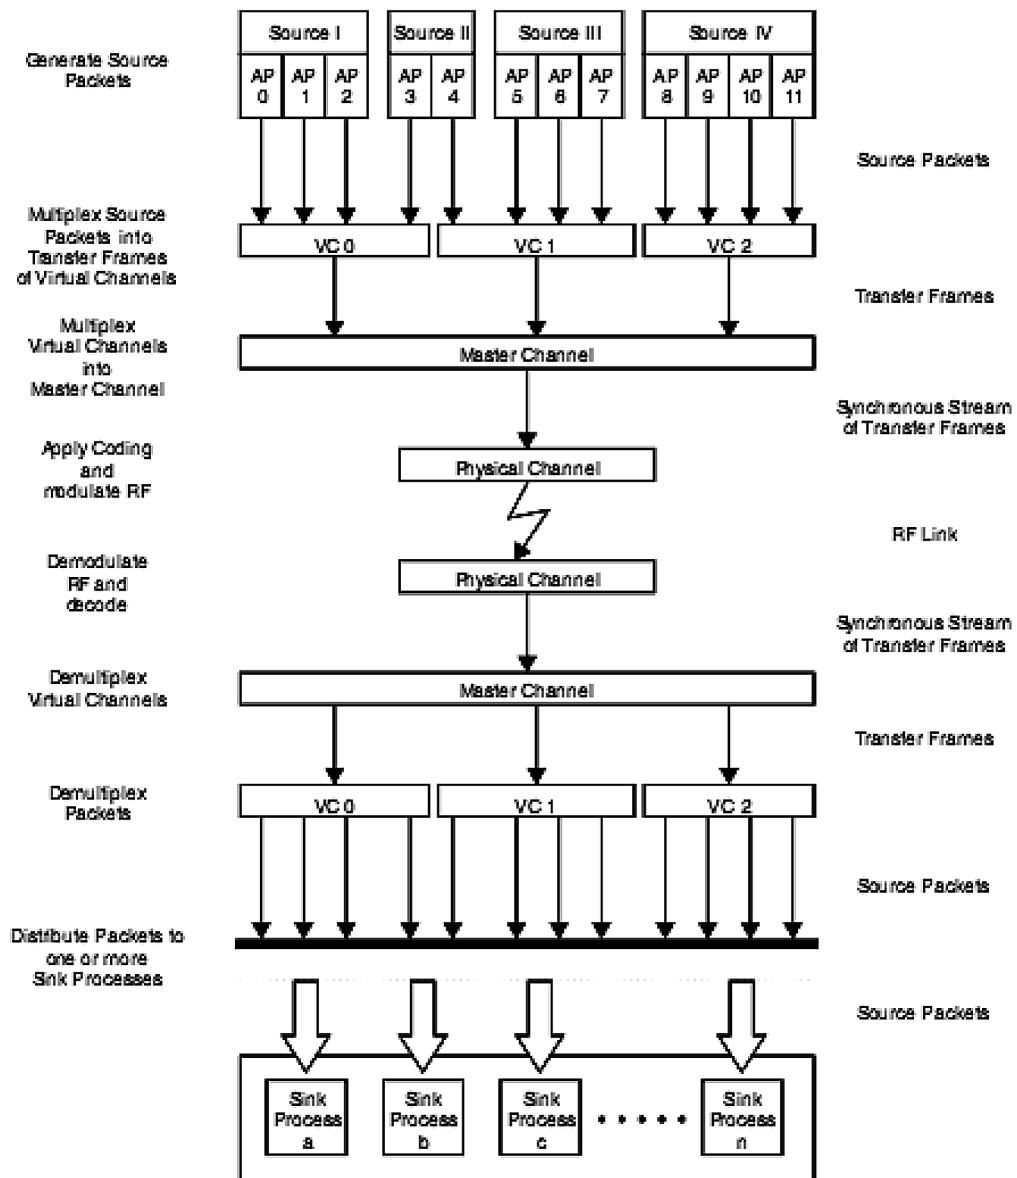 Source I
Source II
Source III
Source IV
Generate Source
Packets
AP
0
AP
1
AP
2
AP
3
AP
4
AP
5
AP
6
AP
7
AP
8
AP
9
AP
10
AP
11
Source Packets
Multiplex Source
Packets into
Transfer Frames
of Virtual Channels
VC 0
VC 1
VC 2
Transfer Frames
Multiplex
Virtual Channels
into
Master Channel
Master Channel
Synchronous Stream
of Transfer Frames
Apply Coding
and
modulate RF
Physical Channel
RF Link
Demodulate
RF and
decode
Physical Channel
Synchronous Stream
of Transfer Frames
Demultiplex
Virtual Channels
Master Channel
Transfer Frames
Demultiplex
Packets
VC 0
VC 1
VC 2
Source Packets
Distribute Packets to
one or more
Sink Processes
Source Packets
Sink
Process
a
Sink
Process
b
Sink
Process
c
• • • • •
Sink
Process
n